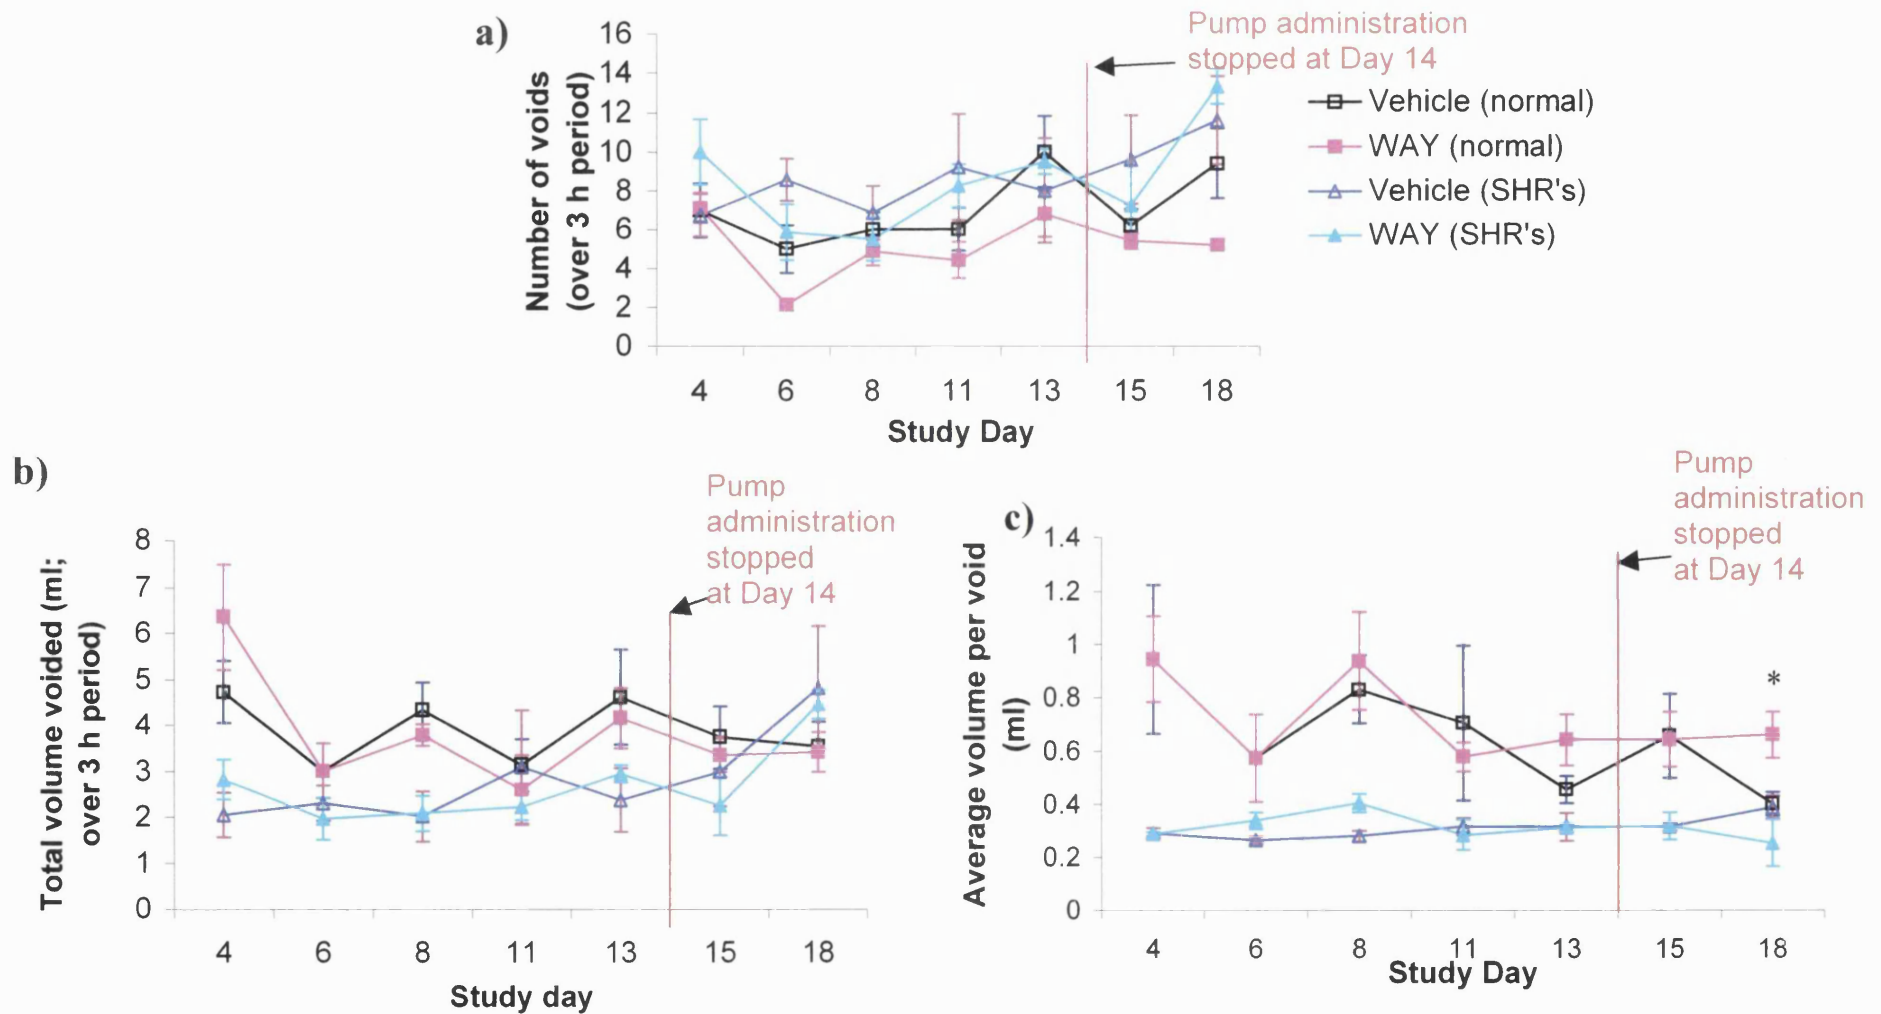 a)
Number of voids
(over 3 h period)
16
14
12
10
8
6
4
2
0
4 6 8 11 13 15 18
Study Day
Pump administration
stopped at Day 14
Vehicle (normal)
WAY (normal)
Vehicle (SHR's)
WAY (SHR's)
b)
Total volume voided (ml;
over 3 h period)
8
7
6
5
4
3
2
1
0
4 6 8 11 13 15 18
Study day
Pump
administration
stopped
at Day 14
c)
Average volume per void
(ml)
1.4
1.2
1
0.8
0.6
0.4
0.2
0
4 6 8 11 13 15 18
Study Day
Pump
administration
stopped
at Day 14
*